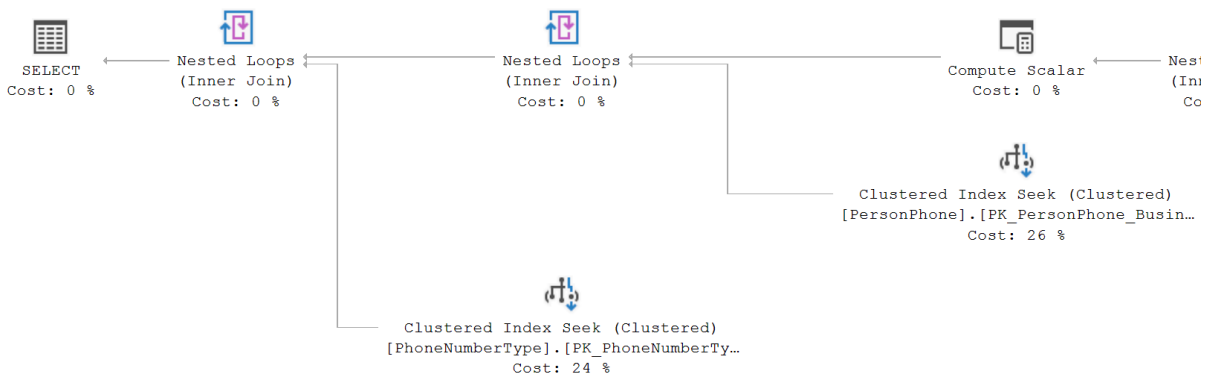 SELECT
Cost: 0 %
Nested Loops
(Inner Join)
Cost: 0 %
Nested Loops
(Inner Join)
Cost: 0 %
Compute Scalar
Cost: 0 %
Clustered Index Seek (Clustered)
[PersonPhone].[PK_PersonPhone_Busin…
Cost: 26 %
Clustered Index Seek (Clustered)
[PhoneNumberType].[PK_PhoneNumberTy…
Cost: 24 %